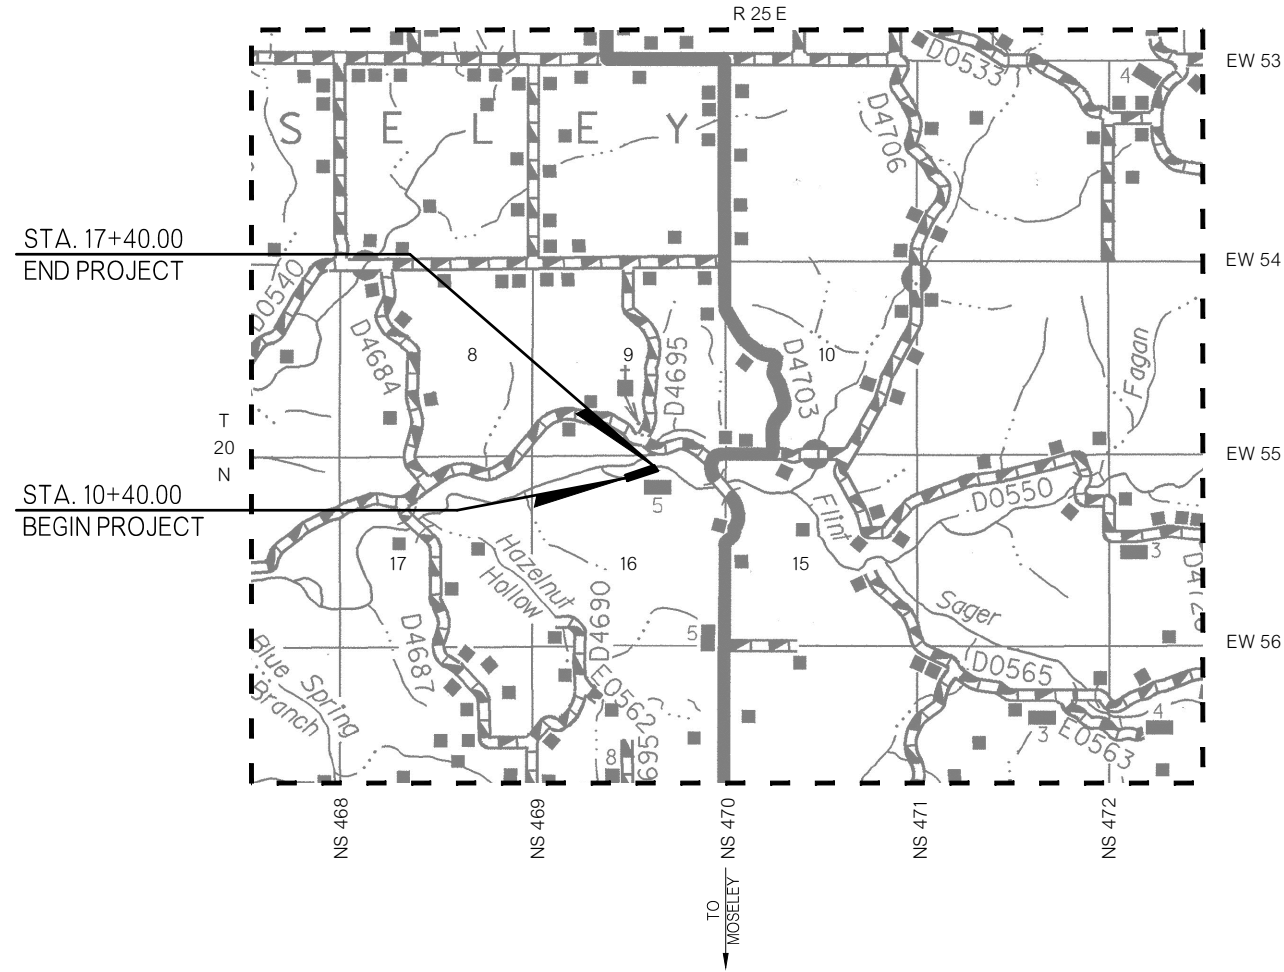 R 25 E
EW 53
D0533
4
S E L E Y
D4706
STA. 17+40.00
END PROJECT
EW 54
D0540
D4684
8
9
D4695
D4703
10
Fagan
T
20
N
EW 55
STA. 10+40.00
BEGIN PROJECT
5
Flint
D0550
3
17
Hazelnut
Hollow
16
15
D4690
Sager
D4687
5
EW 56
Blue Spring
Branch
E0562
D0565
8
695
3
E0563
4
NS 468
NS 469
NS 470
NS 471
NS 472
TO
MOSELEY